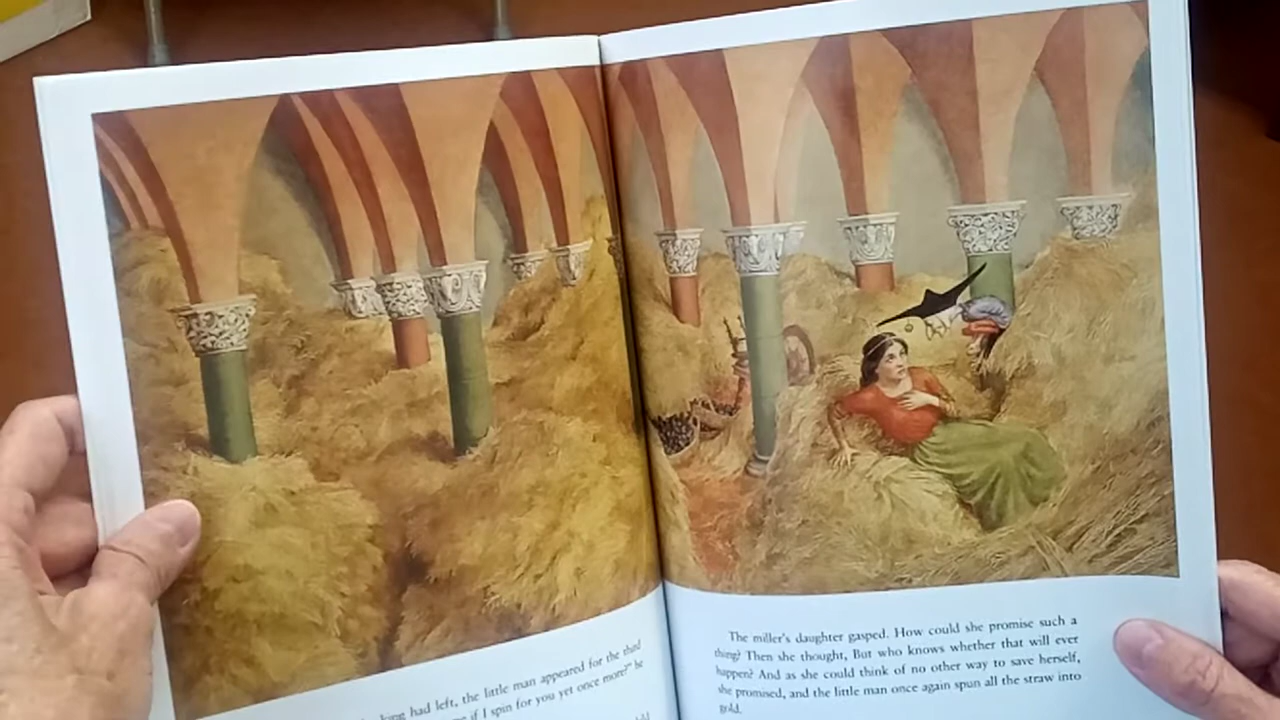 king had left, the little man appeared for the third
if I spin for you yet once more?" he
The miller's daughter gasped. How could she promise such a
thing? Then she thought, But who knows whether that will ever
happen? And as she could think of no other way to save herself,
she promised, and the little man once again spun all the straw into
gold.